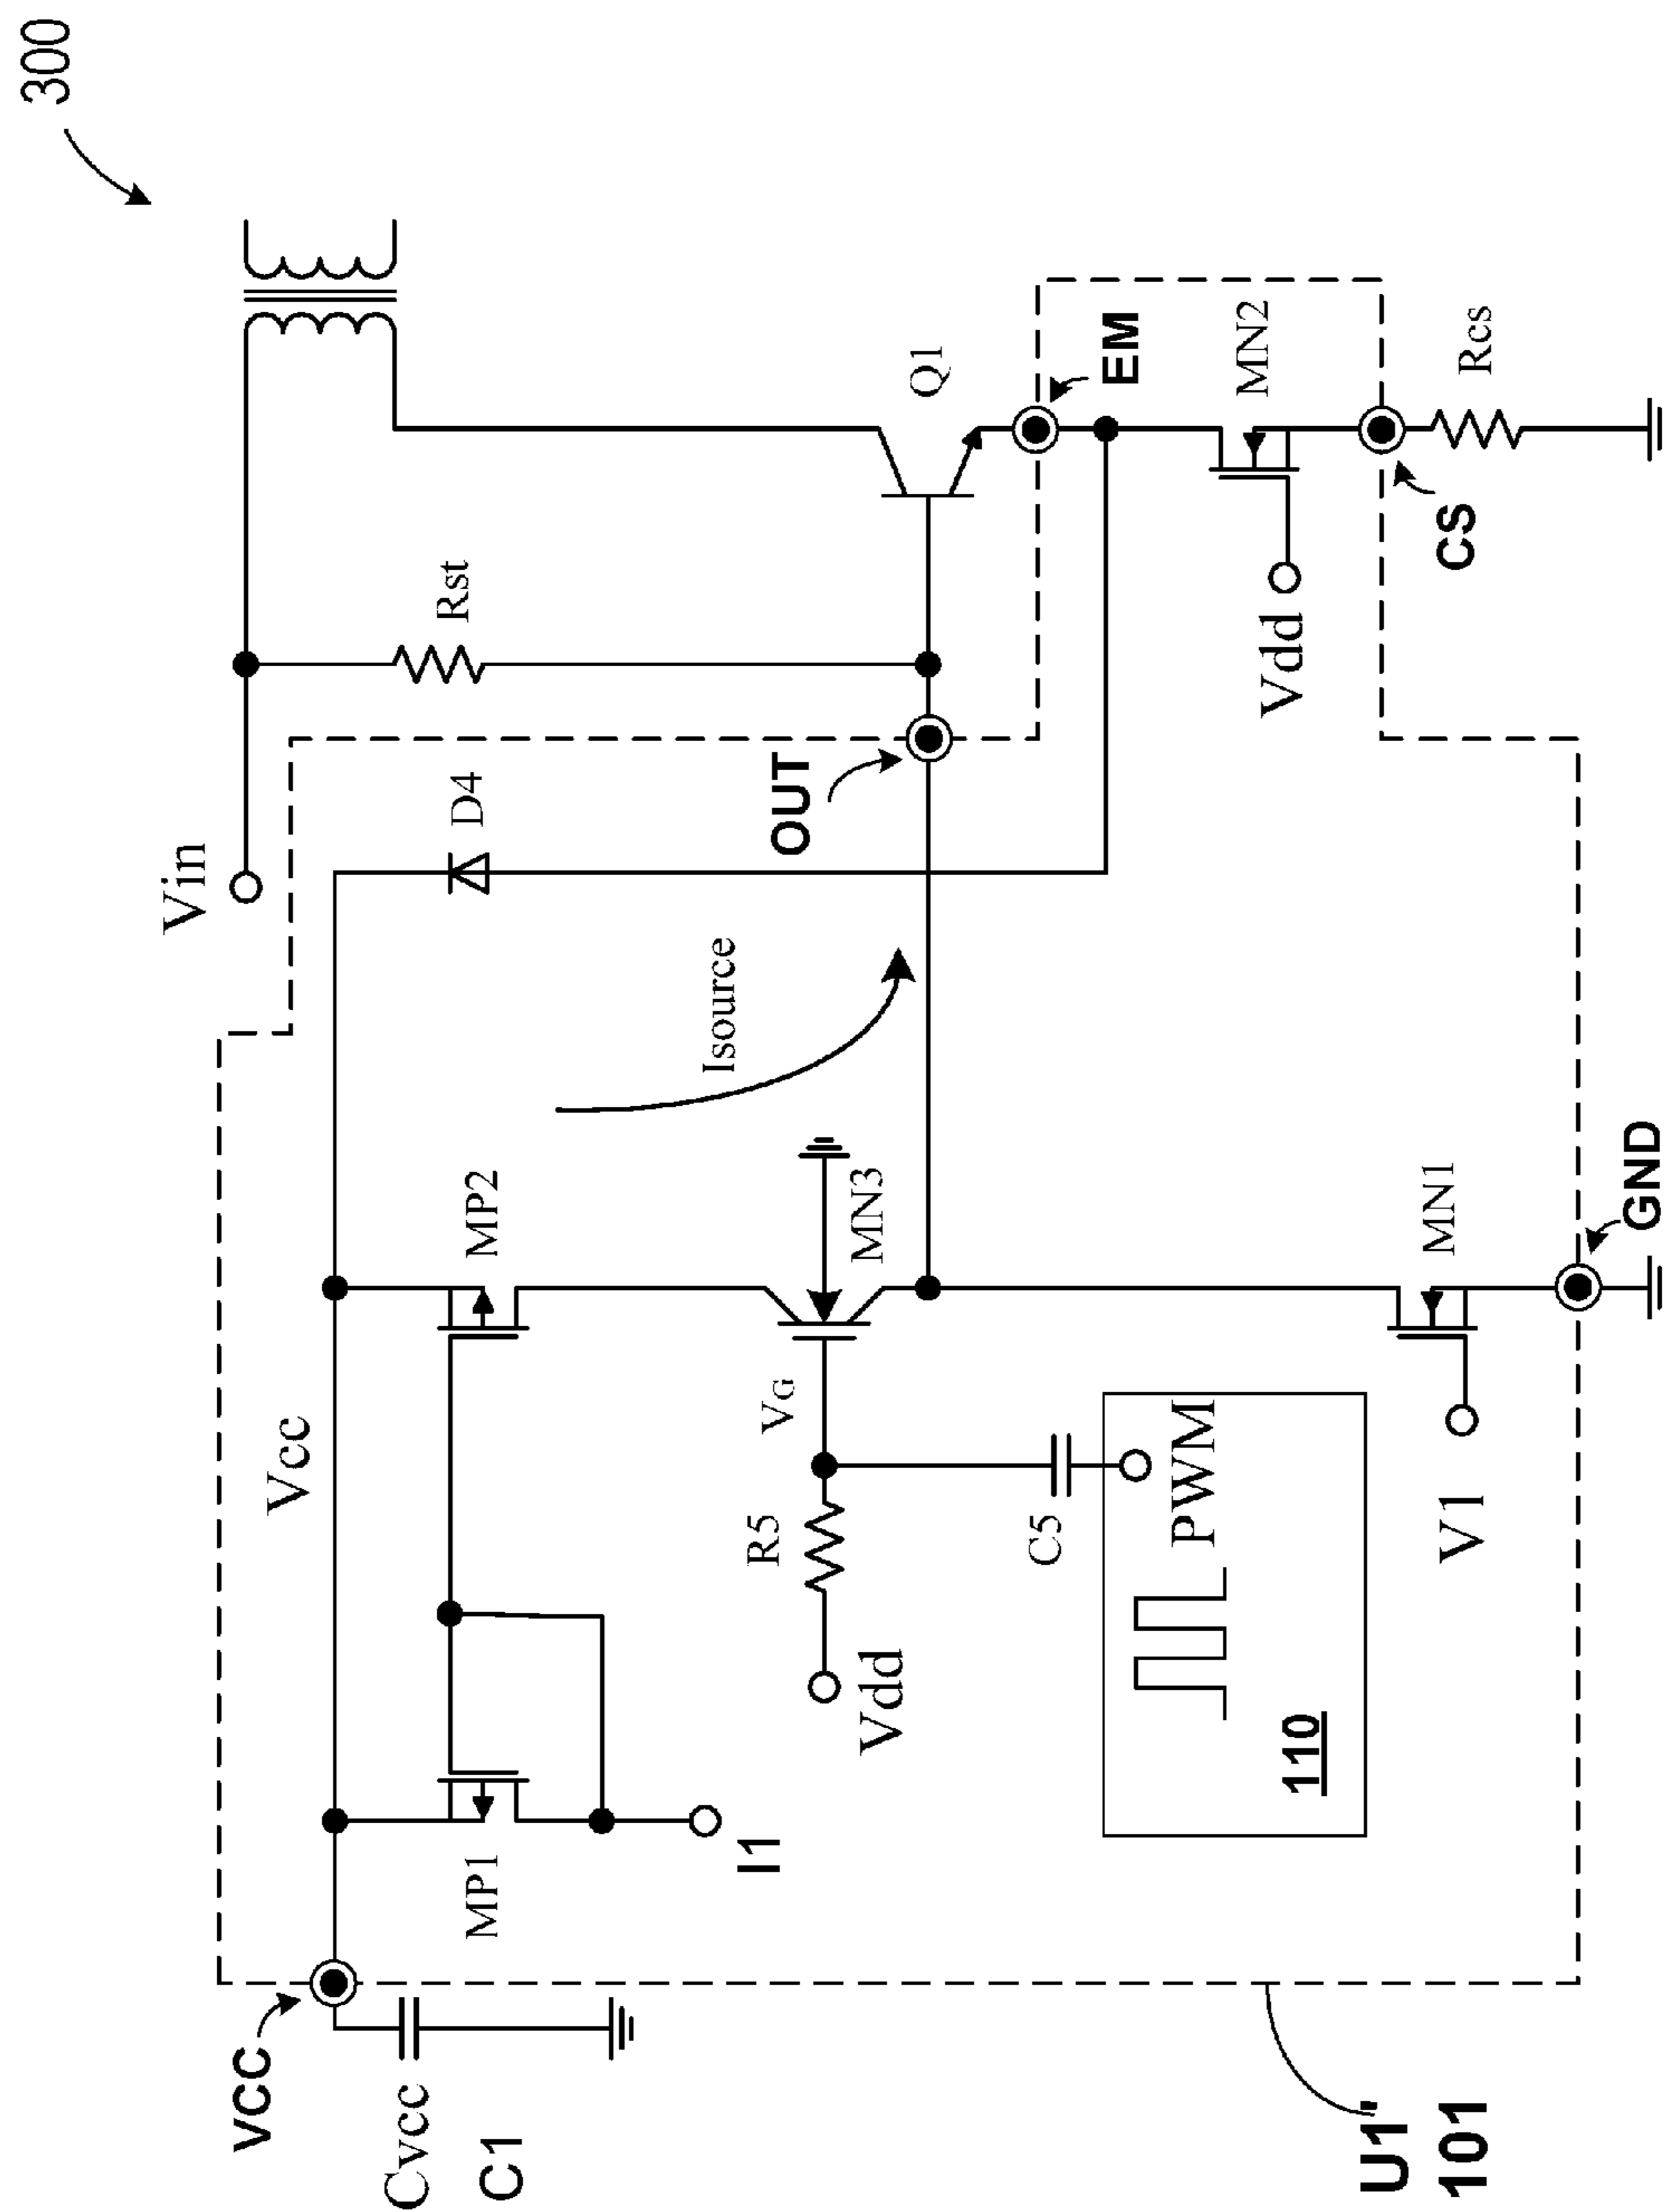 300
Vin
Rst
D4
Vcc
VCC
Cvcc
C1
MP1
MP2
I1
Isource
OUT
Q1
EM
VG
MN3
R5
Vdd
C5
PWM
110
Vdd
MN2
CS
Rcs
V1
MN1
GND
U1'
101